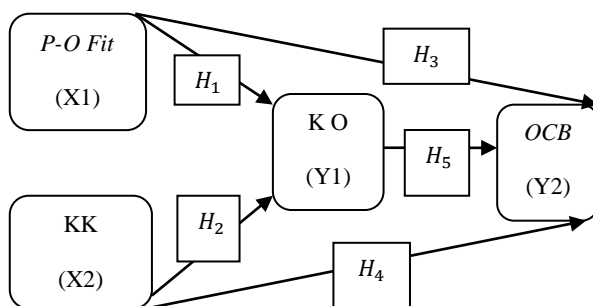 P-O Fit
(X1)
H₁
H₃
K O
(Y1)
H₅
OCB
(Y2)
KK
(X2)
H₂
H₄